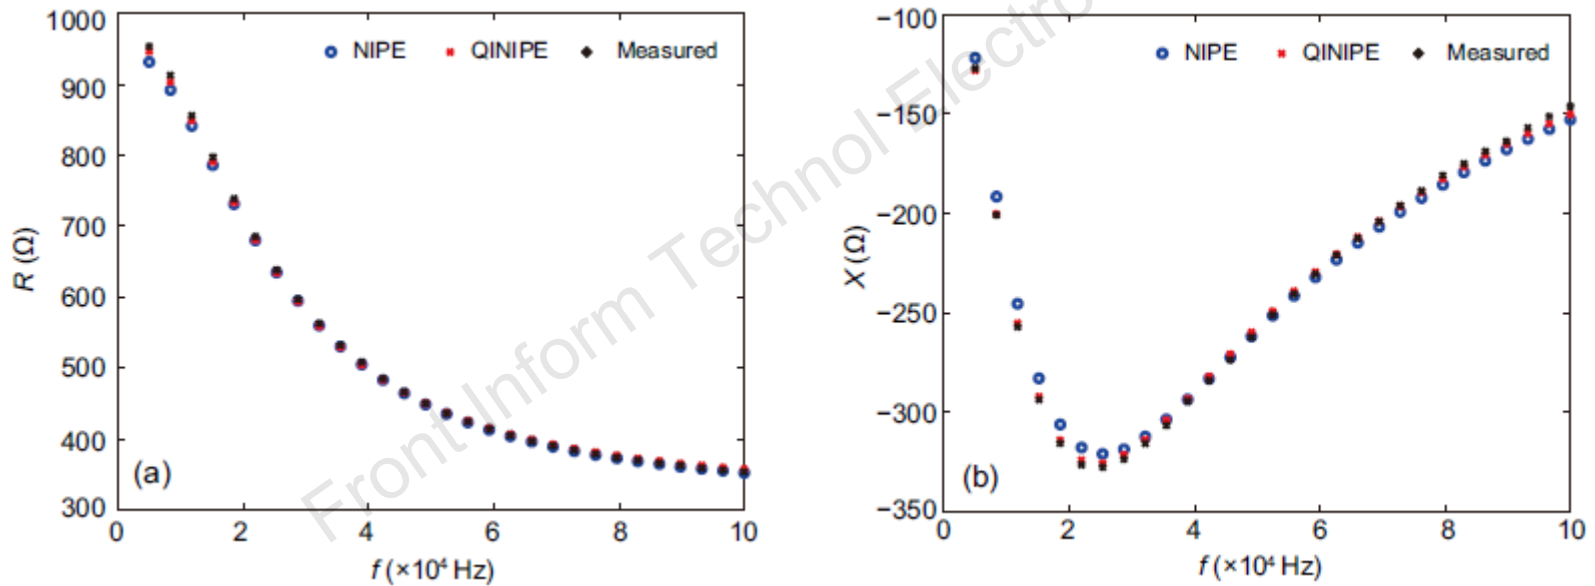 1000
900
800
700
600
500
400
300
R (Ω)
NIPE QINIPE Measured
(a)
0 2 4 6 8 10
f (×10⁴ Hz)
−100
−150
−200
−250
−300
−350
X (Ω)
NIPE QINIPE Measured
(b)
0 2 4 6 8 10
f (×10⁴ Hz)
Front Inform Technol Electro